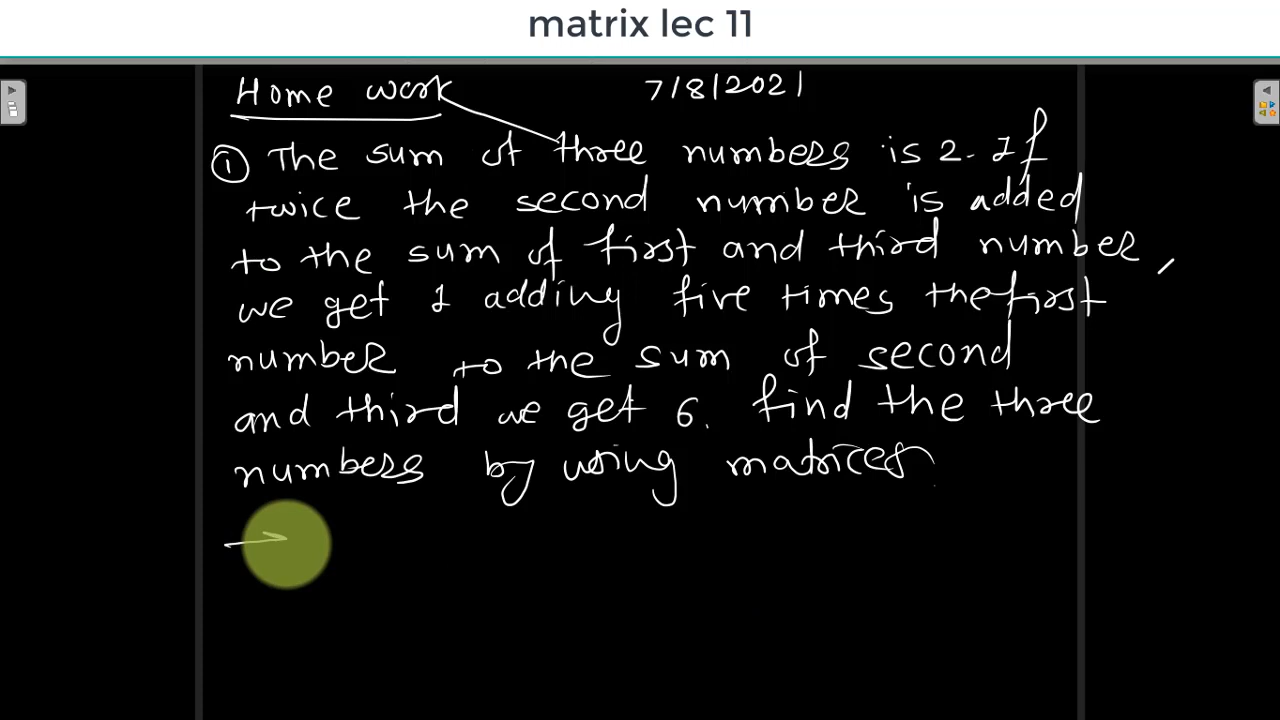 matrix lec 11
Home work 7/8/2021
① The sum of three numbers is 2. If
twice the second number is added
to the sum of first and third number,
we get 1 adding five times the first
number to the sum of second
and third we get 6. find the three
numbers by using matrices